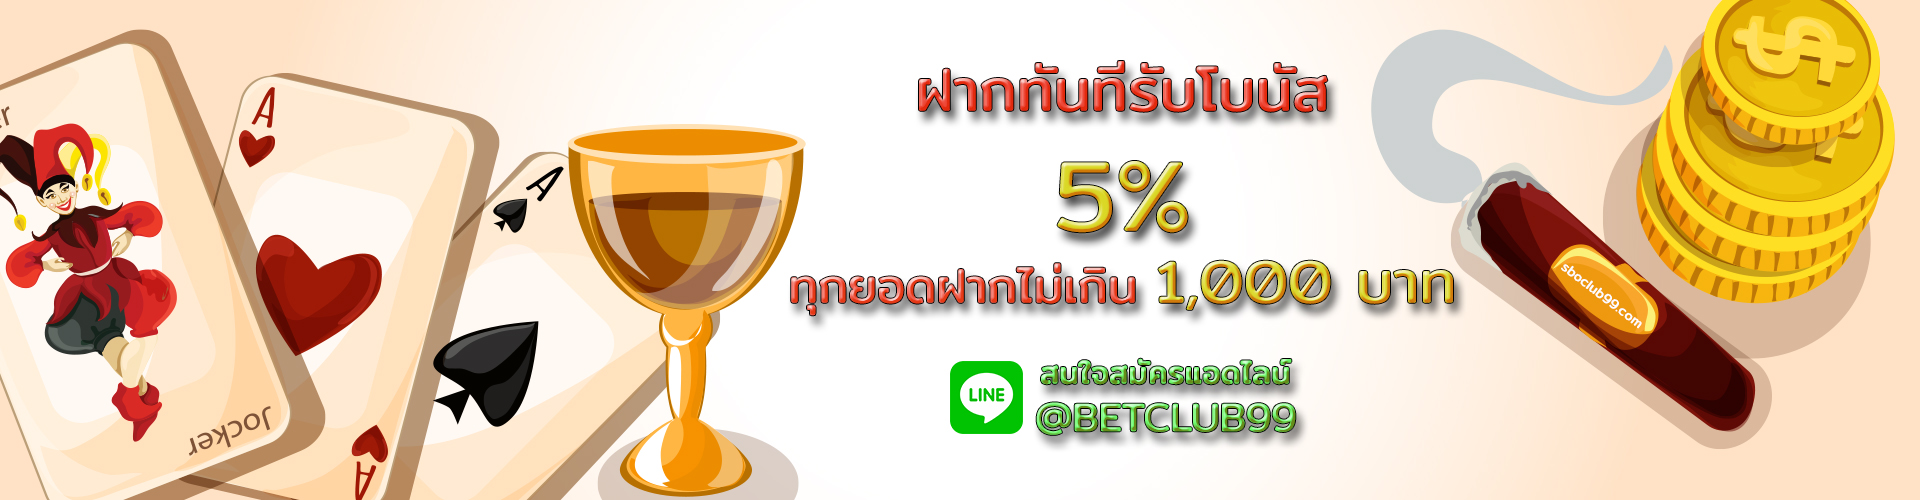 er
Joker
A
A
A
ฝากทันทีรับโบนัส
5%
ทุกยอดฝากไม่เกิน 1,000 บาท
LINE
สนใจสมัครแอดไลน์
@BETCLUB99
sboclub99.com